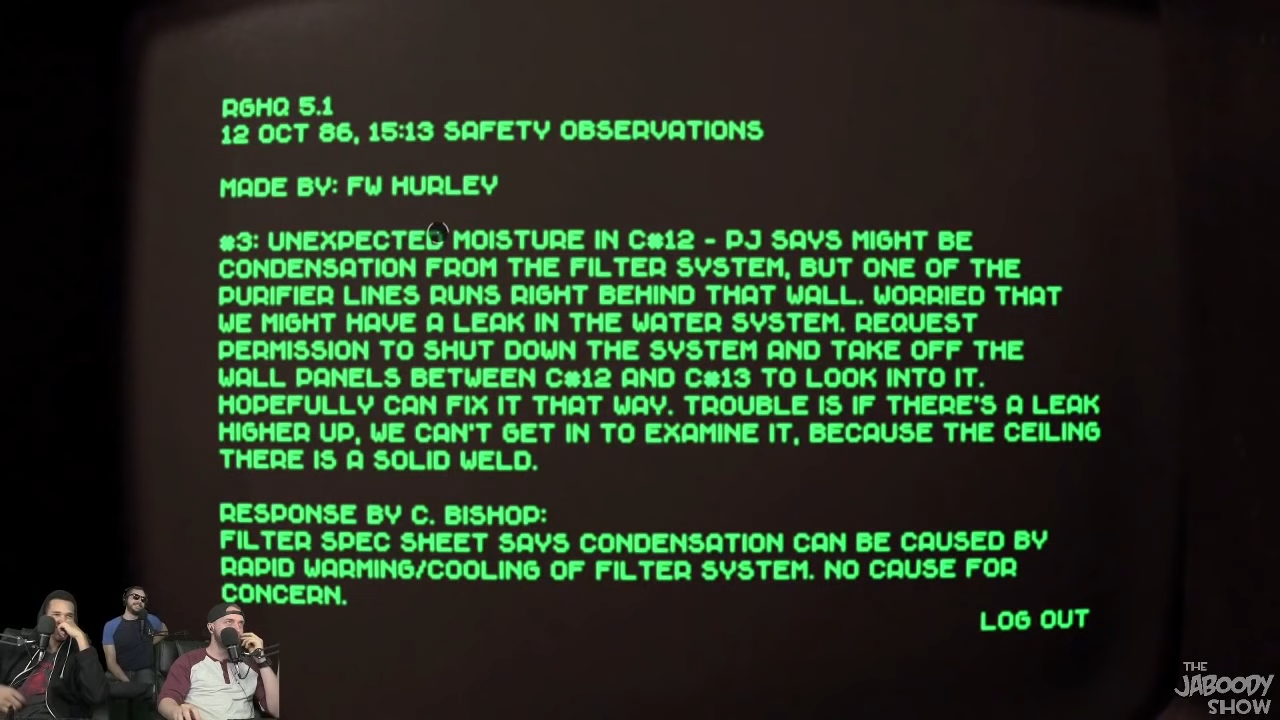 RGHQ 5.1
12 OCT 86, 15:13 SAFETY OBSERVATIONS
MADE BY: FW HURLEY
#3: UNEXPECTED MOISTURE IN C#12 - PJ SAYS MIGHT BE
CONDENSATION FROM THE FILTER SYSTEM, BUT ONE OF THE
PURIFIER LINES RUNS RIGHT BEHIND THAT WALL. WORRIED THAT
WE MIGHT HAVE A LEAK IN THE WATER SYSTEM. REQUEST
PERMISSION TO SHUT DOWN THE SYSTEM AND TAKE OFF THE
WALL PANELS BETWEEN C#12 AND C#13 TO LOOK INTO IT.
HOPEFULLY CAN FIX IT THAT WAY. TROUBLE IS IF THERE'S A LEAK
HIGHER UP, WE CAN'T GET IN TO EXAMINE IT, BECAUSE THE CEILING
THERE IS A SOLID WELD.
RESPONSE BY C. BISHOP:
FILTER SPEC SHEET SAYS CONDENSATION CAN BE CAUSED BY
RAPID WARMING/COOLING OF FILTER SYSTEM. NO CAUSE FOR
CONCERN.
LOG OUT
THE
JABOODY
SHOW